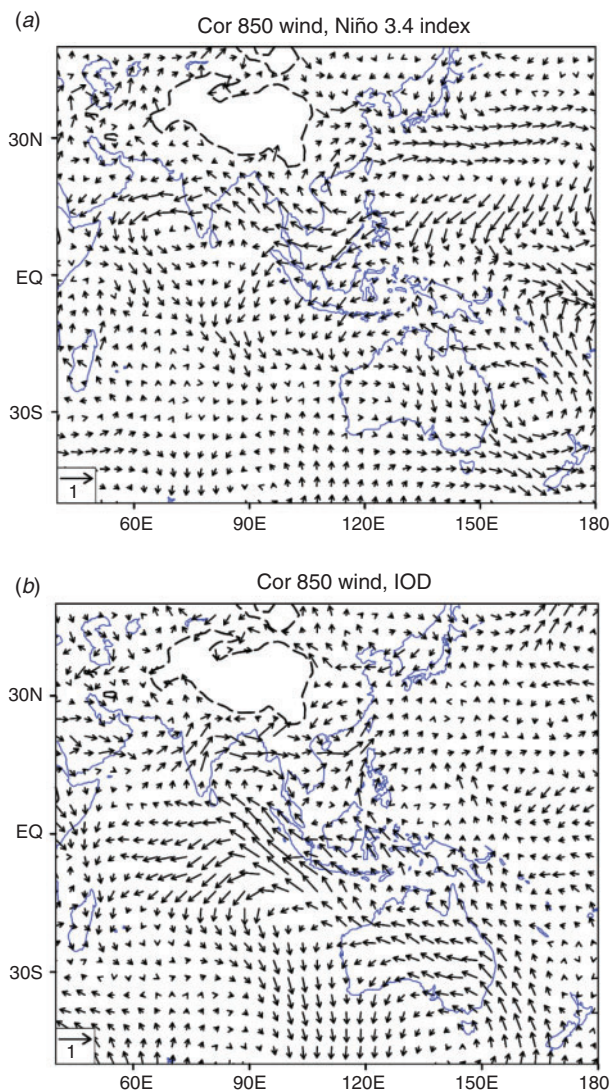 (a)
Cor 850 wind, Niño 3.4 index
30N
EQ
30S
1
60E 90E 120E 150E 180
(b)
Cor 850 wind, IOD
30N
EQ
30S
1
60E 90E 120E 150E 180